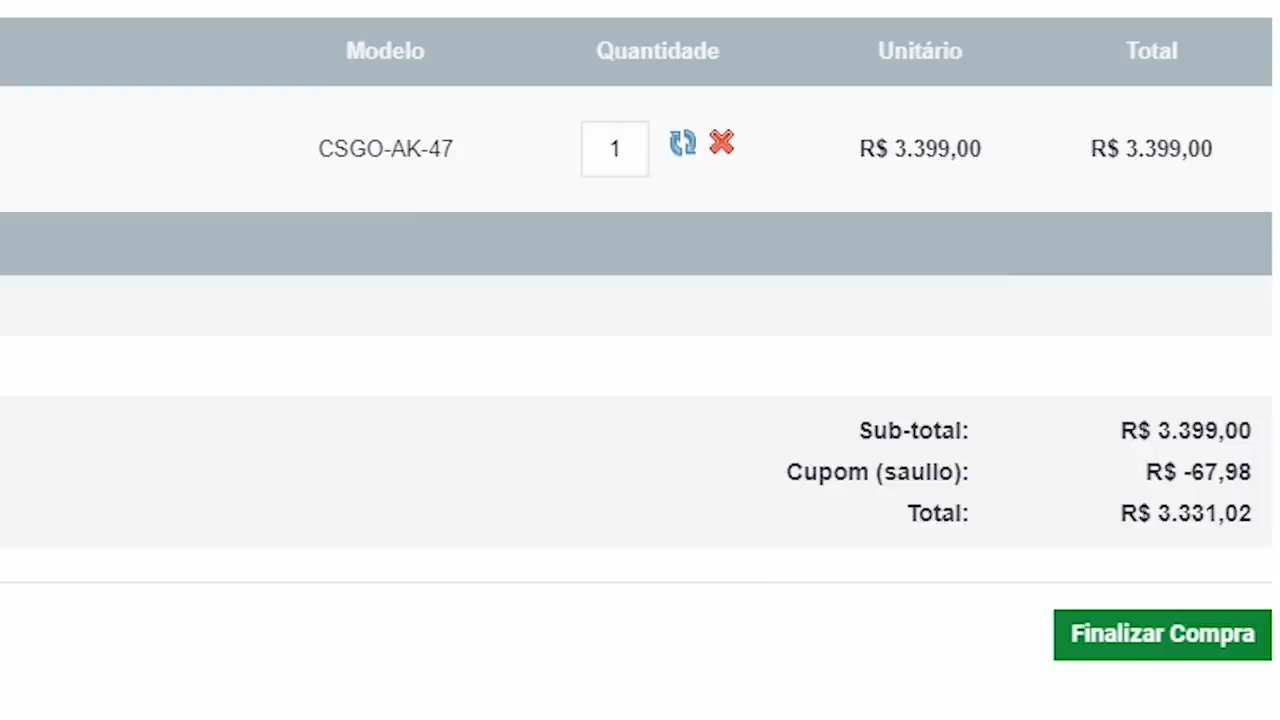 Modelo Quantidade Unitário Total
CSGO-AK-47 1 R$ 3.399,00 R$ 3.399,00
Sub-total: R$ 3.399,00
Cupom (saullo): R$ -67,98
Total: R$ 3.331,02
Finalizar Compra